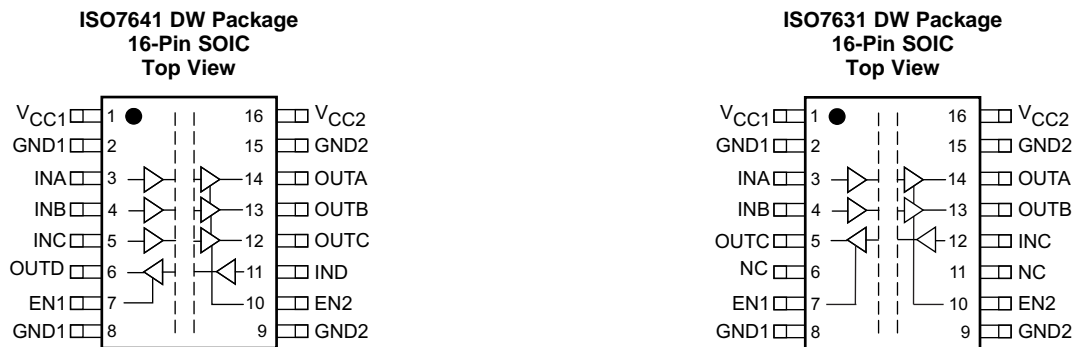 ISO7641 DW Package
16-Pin SOIC
Top View
VCC1 1 16 VCC2
GND1 2 15 GND2
INA 3 14 OUTA
INB 4 13 OUTB
INC 5 12 OUTC
OUTD 6 11 IND
EN1 7 10 EN2
GND1 8 9 GND2
ISO7631 DW Package
16-Pin SOIC
Top View
VCC1 1 16 VCC2
GND1 2 15 GND2
INA 3 14 OUTA
INB 4 13 OUTB
OUTC 5 12 INC
NC 6 11 NC
EN1 7 10 EN2
GND1 8 9 GND2